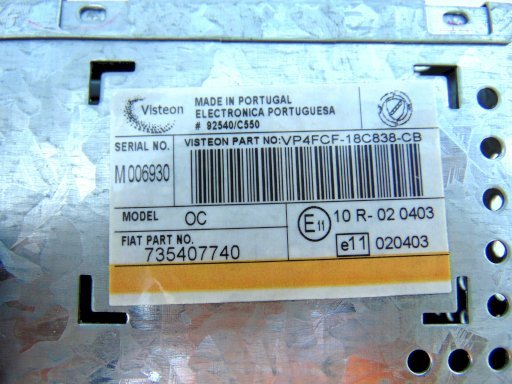 Visteon
MADE IN PORTUGAL
ELECTRONICA PORTUGUESA
# 92540/C550
SERIAL NO.
M 006930
VISTEON PART NO:VP4FCF-18C838-CB
MODEL OC
FIAT PART NO.
735407740
E11 10 R- 02 0403
e11 020403